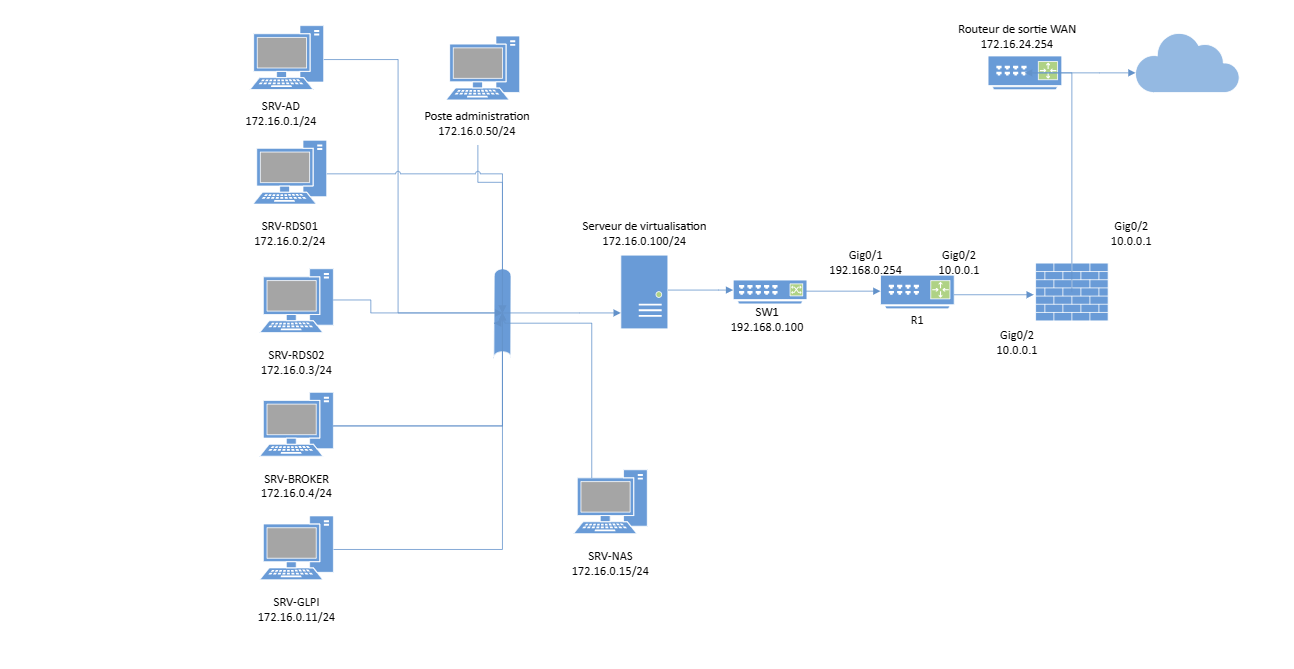 Routeur de sortie WAN
172.16.24.254
SRV-AD
172.16.0.1/24
Poste administration
172.16.0.50/24
SRV-RDS01
172.16.0.2/24
Serveur de virtualisation
172.16.0.100/24
Gig0/2
10.0.0.1
Gig0/1
192.168.0.254
Gig0/2
10.0.0.1
SW1
192.168.0.100
R1
Gig0/2
10.0.0.1
SRV-RDS02
172.16.0.3/24
SRV-BROKER
172.16.0.4/24
SRV-NAS
172.16.0.15/24
SRV-GLPI
172.16.0.11/24